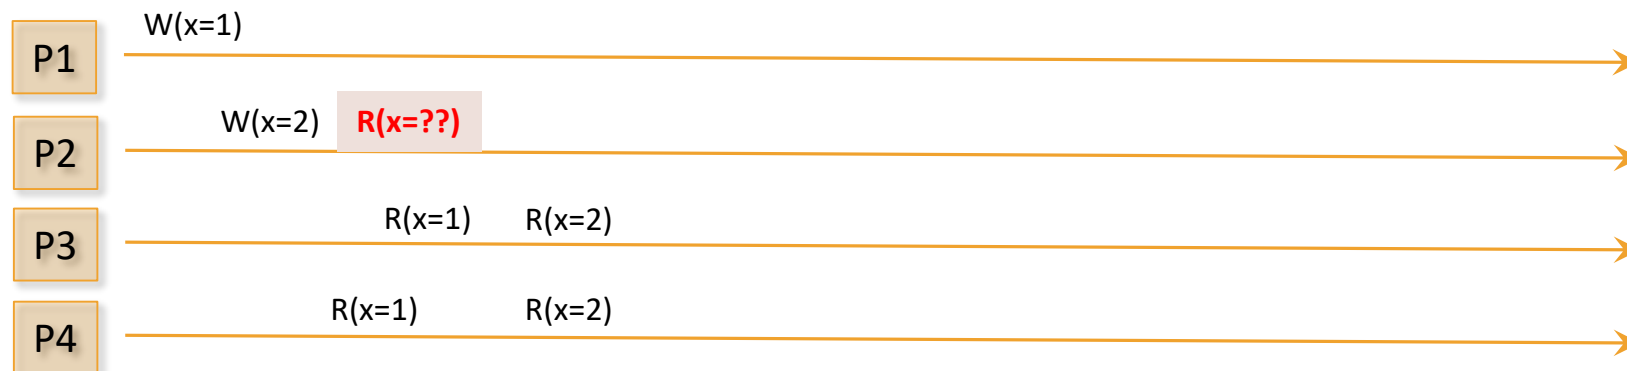 W(x=1)
P1
W(x=2) R(x=??)
P2
R(x=1) R(x=2)
P3
R(x=1) R(x=2)
P4